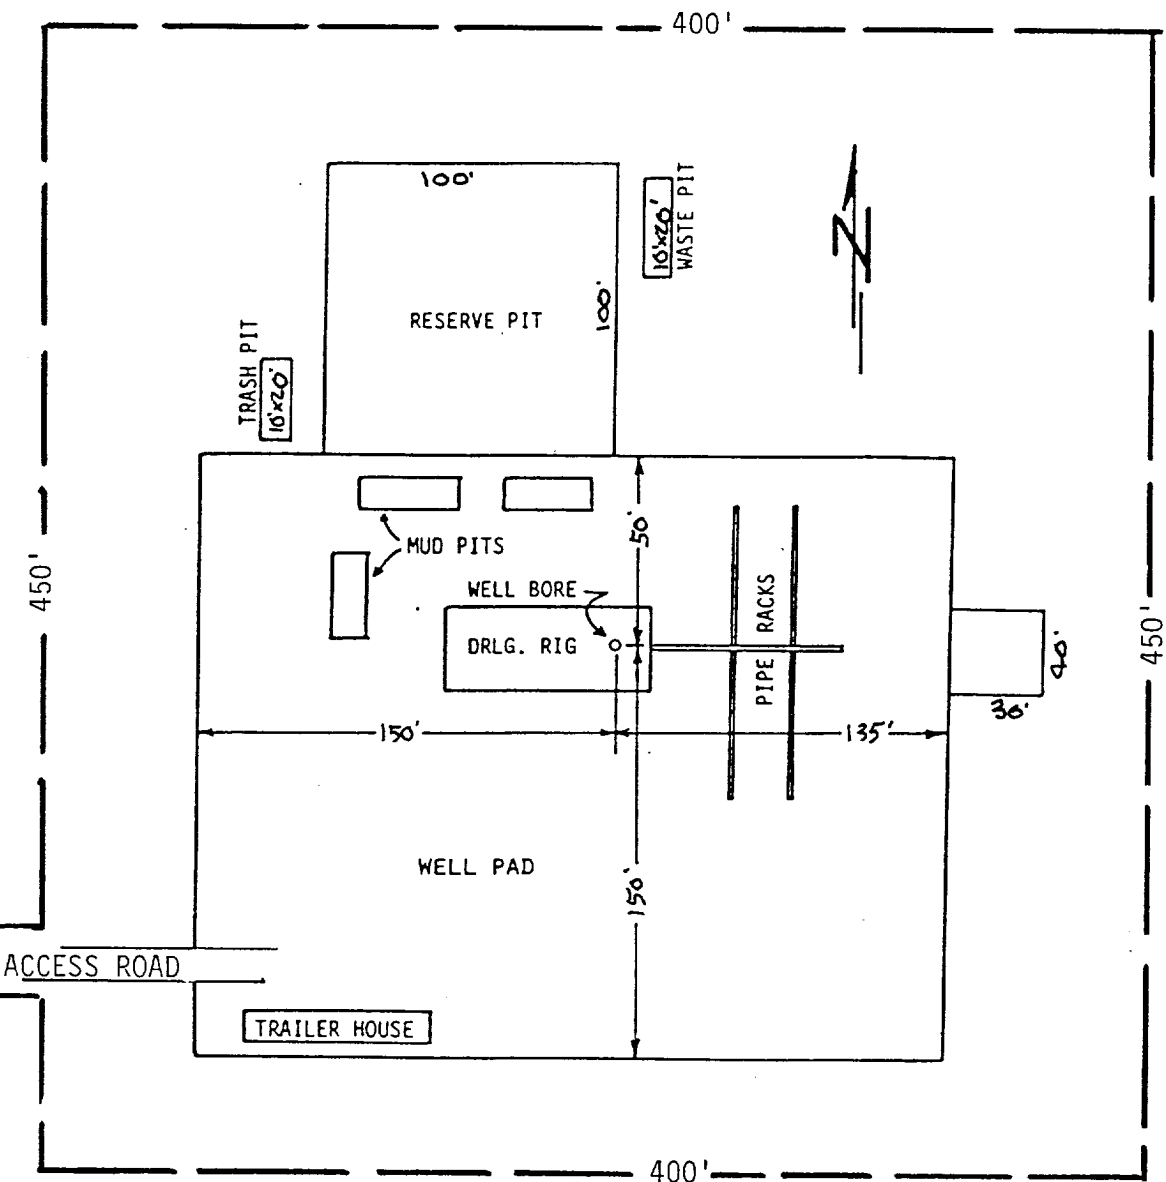 400'
100'
10'x20'
WASTE PIT
N
100'
RESERVE PIT
TRASH PIT
10'x20'
450'
50'
MUD PITS
WELL BORE
PIPE RACKS
DRLG. RIG
40'
450'
30'
150'
135'
WELL PAD
150'
ACCESS ROAD
TRAILER HOUSE
400'